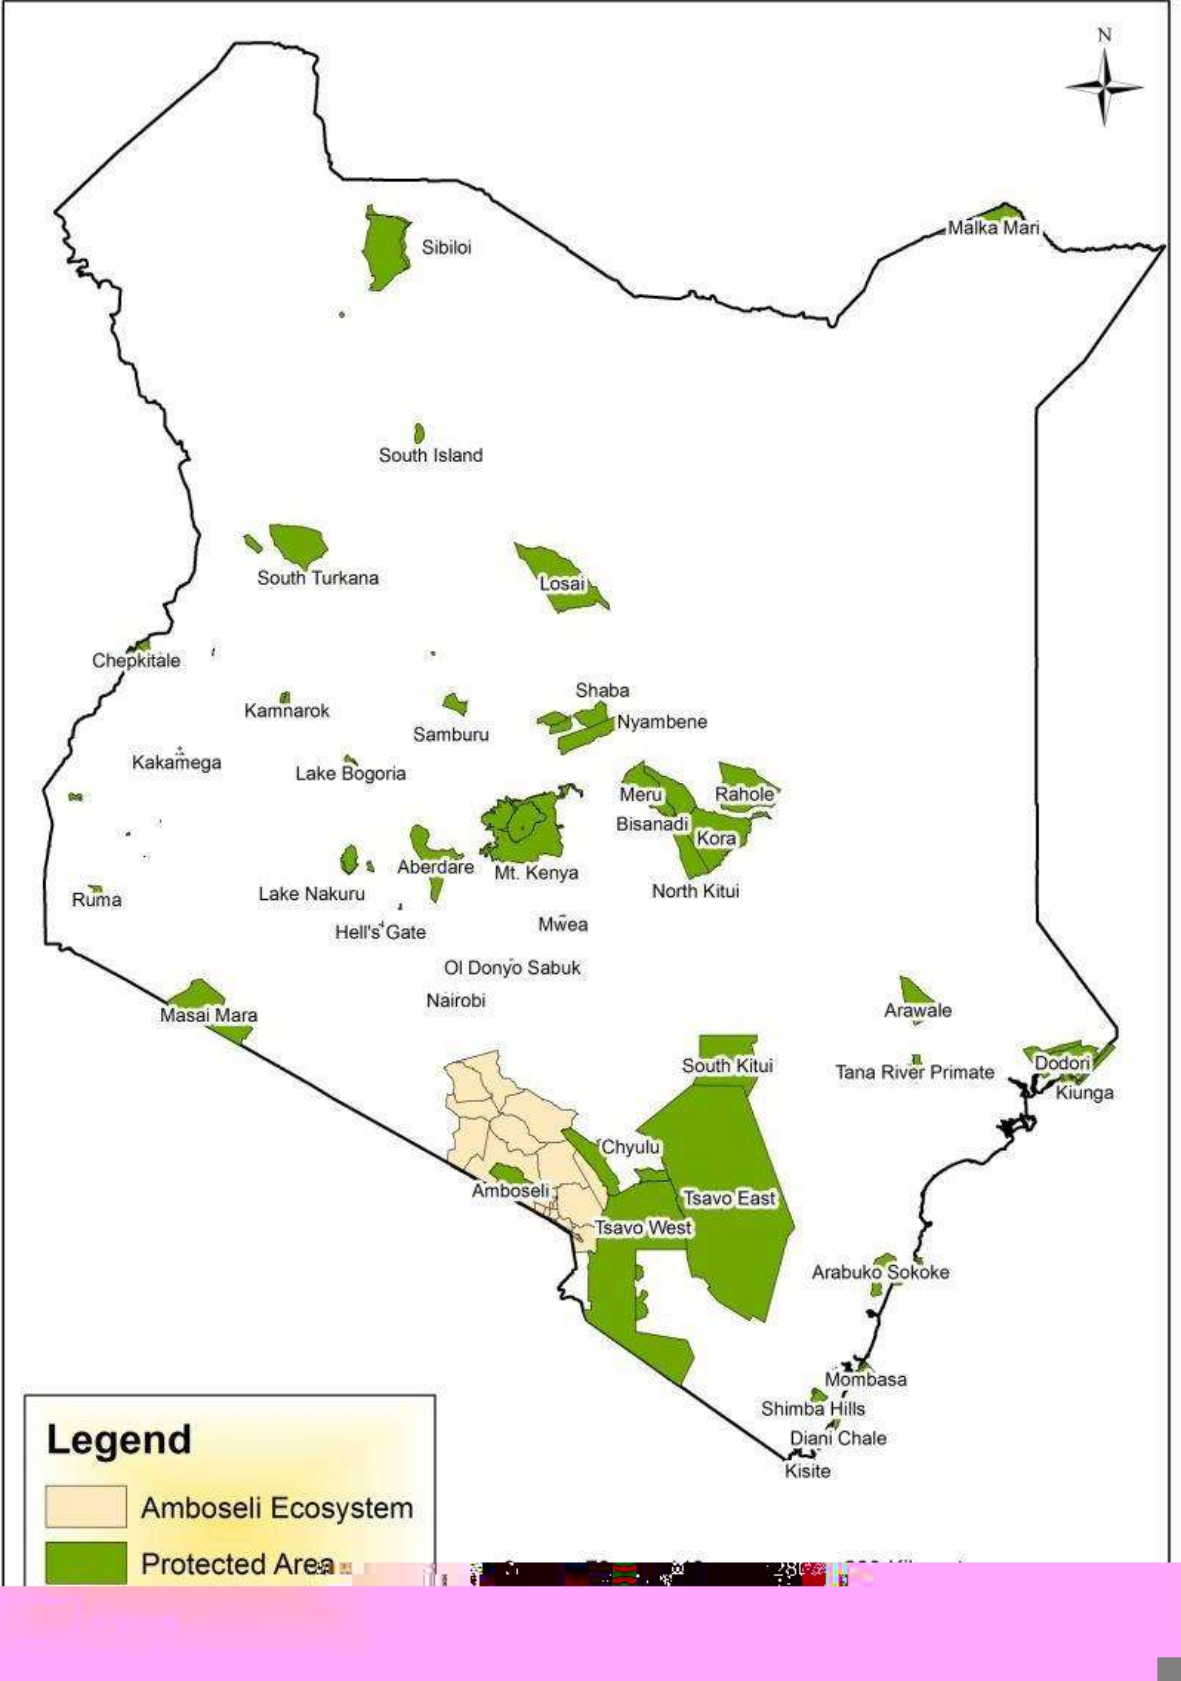 N
Malka Mari
Sibiloi
South Island
South Turkana
Losai
Chepkitale
Shaba
Kamnarok
Nyambene
Samburu
Kakamega
Lake Bogoria
Meru
Rahole
Bisanadi
Kora
Aberdare
Mt. Kenya
Lake Nakuru
North Kitui
Ruma
Mwea
Hell's Gate
Ol Donyo Sabuk
Nairobi
Arawale
Masai Mara
South Kitui
Dodori
Tana River Primate
Kiunga
Chyulu
Amboseli
Tsavo East
Tsavo West
Arabuko Sokoke
Mombasa
Shimba Hills
Diani Chale
Kisite
Legend
Amboseli Ecosystem
Protected Area